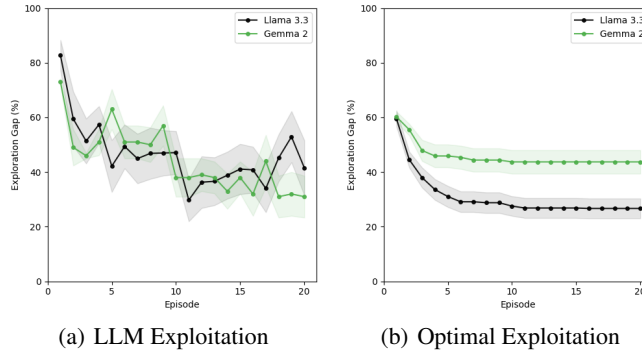 100
80
60
40
20
0
Exploration Gap (%)
0 5 10 15 20
Episode
Llama 3.3
Gemma 2
(a) LLM Exploitation
100
80
60
40
20
0
Exploration Gap (%)
0 5 10 15 20
Episode
Llama 3.3
Gemma 2
(b) Optimal Exploitation